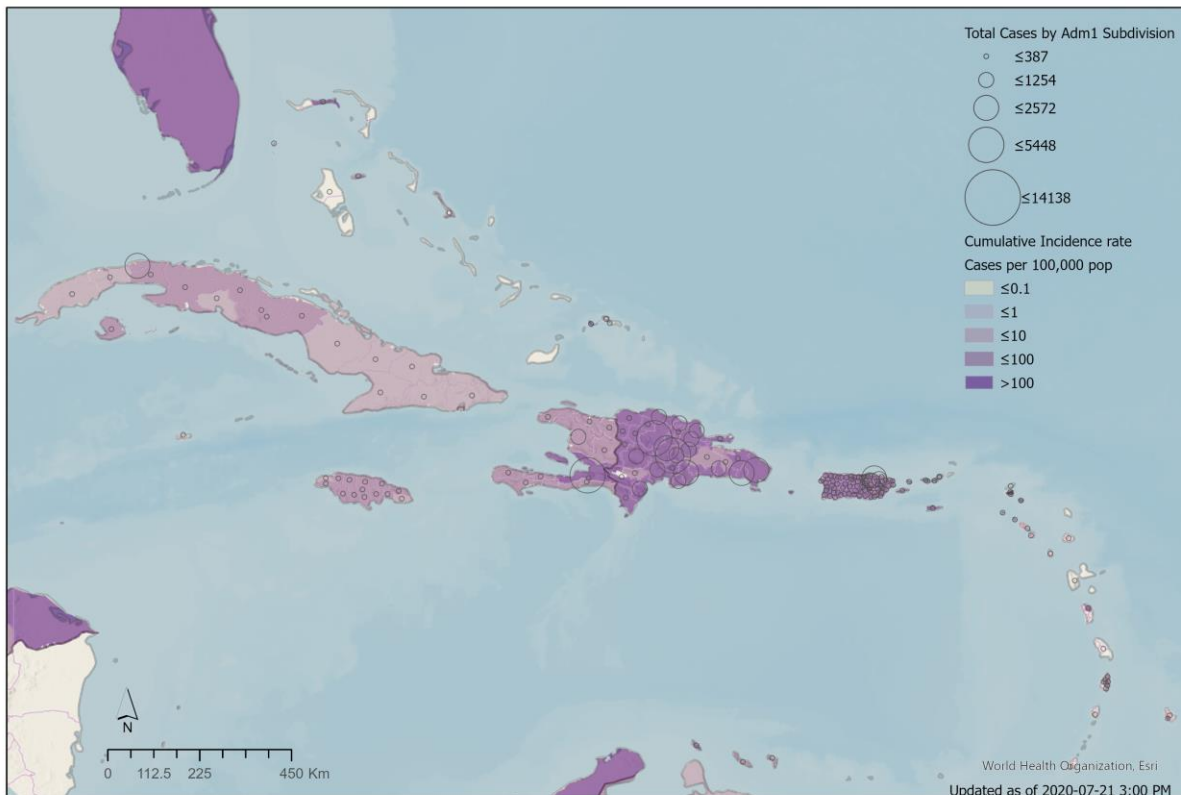 Total Cases by Adm1 Subdivision
≤387
≤1254
≤2572
≤5448
≤14138
Cumulative Incidence rate
Cases per 100,000 pop
≤0.1
≤1
≤10
≤100
>100
N
0 112.5 225 450 Km
World Health Organization, Esri
Updated as of 2020-07-21 3:00 PM